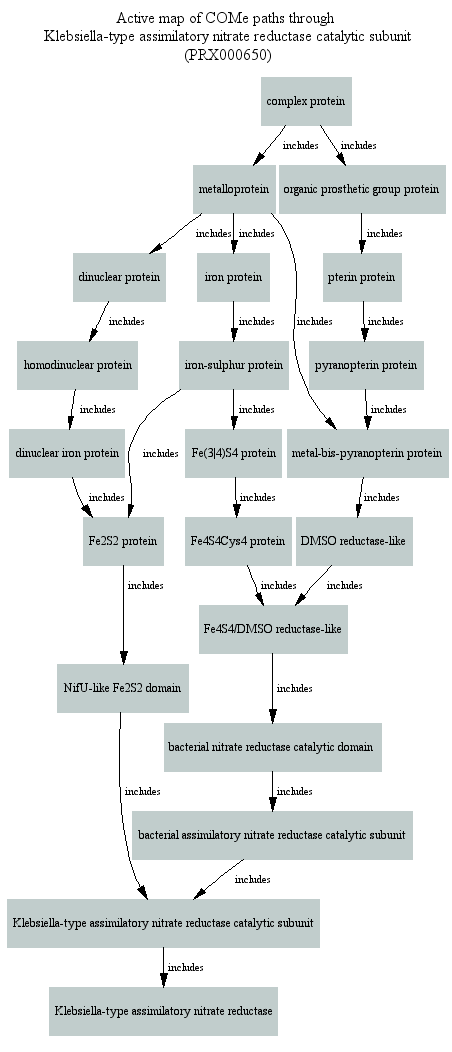 Active map of COMe paths through
Klebsiella-type assimilatory nitrate reductase catalytic subunit
(PRX000650)
complex protein
includes
includes
metalloprotein
organic prosthetic group protein
includes
includes
includes
dinuclear protein
iron protein
pterin protein
includes
includes
includes
includes
homodinuclear protein
iron-sulphur protein
pyranopterin protein
includes
includes
includes
dinuclear iron protein
includes
Fe(3|4)S4 protein
metal-bis-pyranopterin protein
includes
includes
includes
Fe2S2 protein
Fe4S4Cys4 protein
DMSO reductase-like
includes
includes
includes
Fe4S4/DMSO reductase-like
NifU-like Fe2S2 domain
includes
bacterial nitrate reductase catalytic domain
includes
includes
bacterial assimilatory nitrate reductase catalytic subunit
includes
Klebsiella-type assimilatory nitrate reductase catalytic subunit
includes
Klebsiella-type assimilatory nitrate reductase